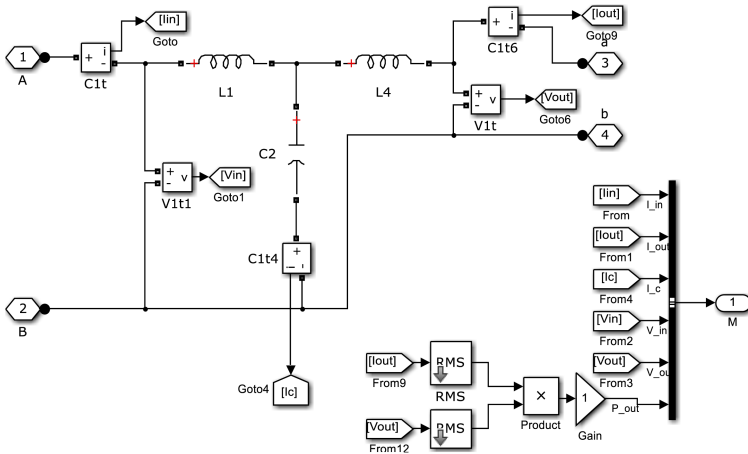 [Iin]
Goto
1
A
+
-
i
C1t
L1
L4
+
-
i
C1t6
[Iout]
Goto9
a
3
+
-
v
V1t
[Vout]
Goto6
b
4
C2
+
-
v
V1t1
[Vin]
Goto1
+
-
i
C1t4
2
B
Goto4
[Ic]
[Iin]
From
I_in
[Iout]
From1
I_out
[Ic]
From4
I_c
[Vin]
From2
V_in
[Vout]
From3
V_ou
1
M
[Iout]
From9
RMS
RMS
[Vout]
From12
RMS
×
Product
1
Gain
P_out